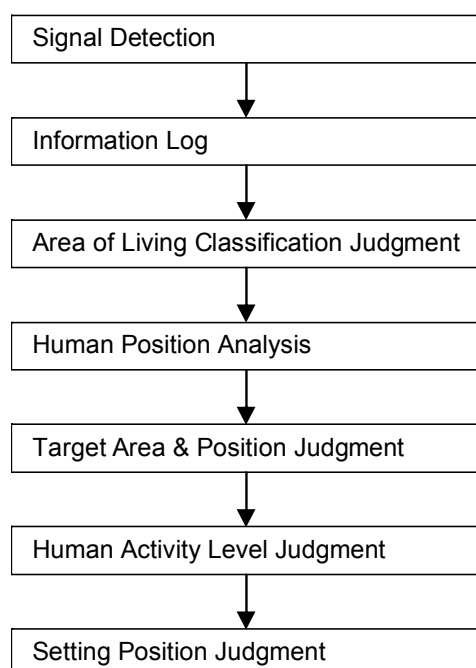 Signal Detection
Information Log
Area of Living Classification Judgment
Human Position Analysis
Target Area & Position Judgment
Human Activity Level Judgment
Setting Position Judgment